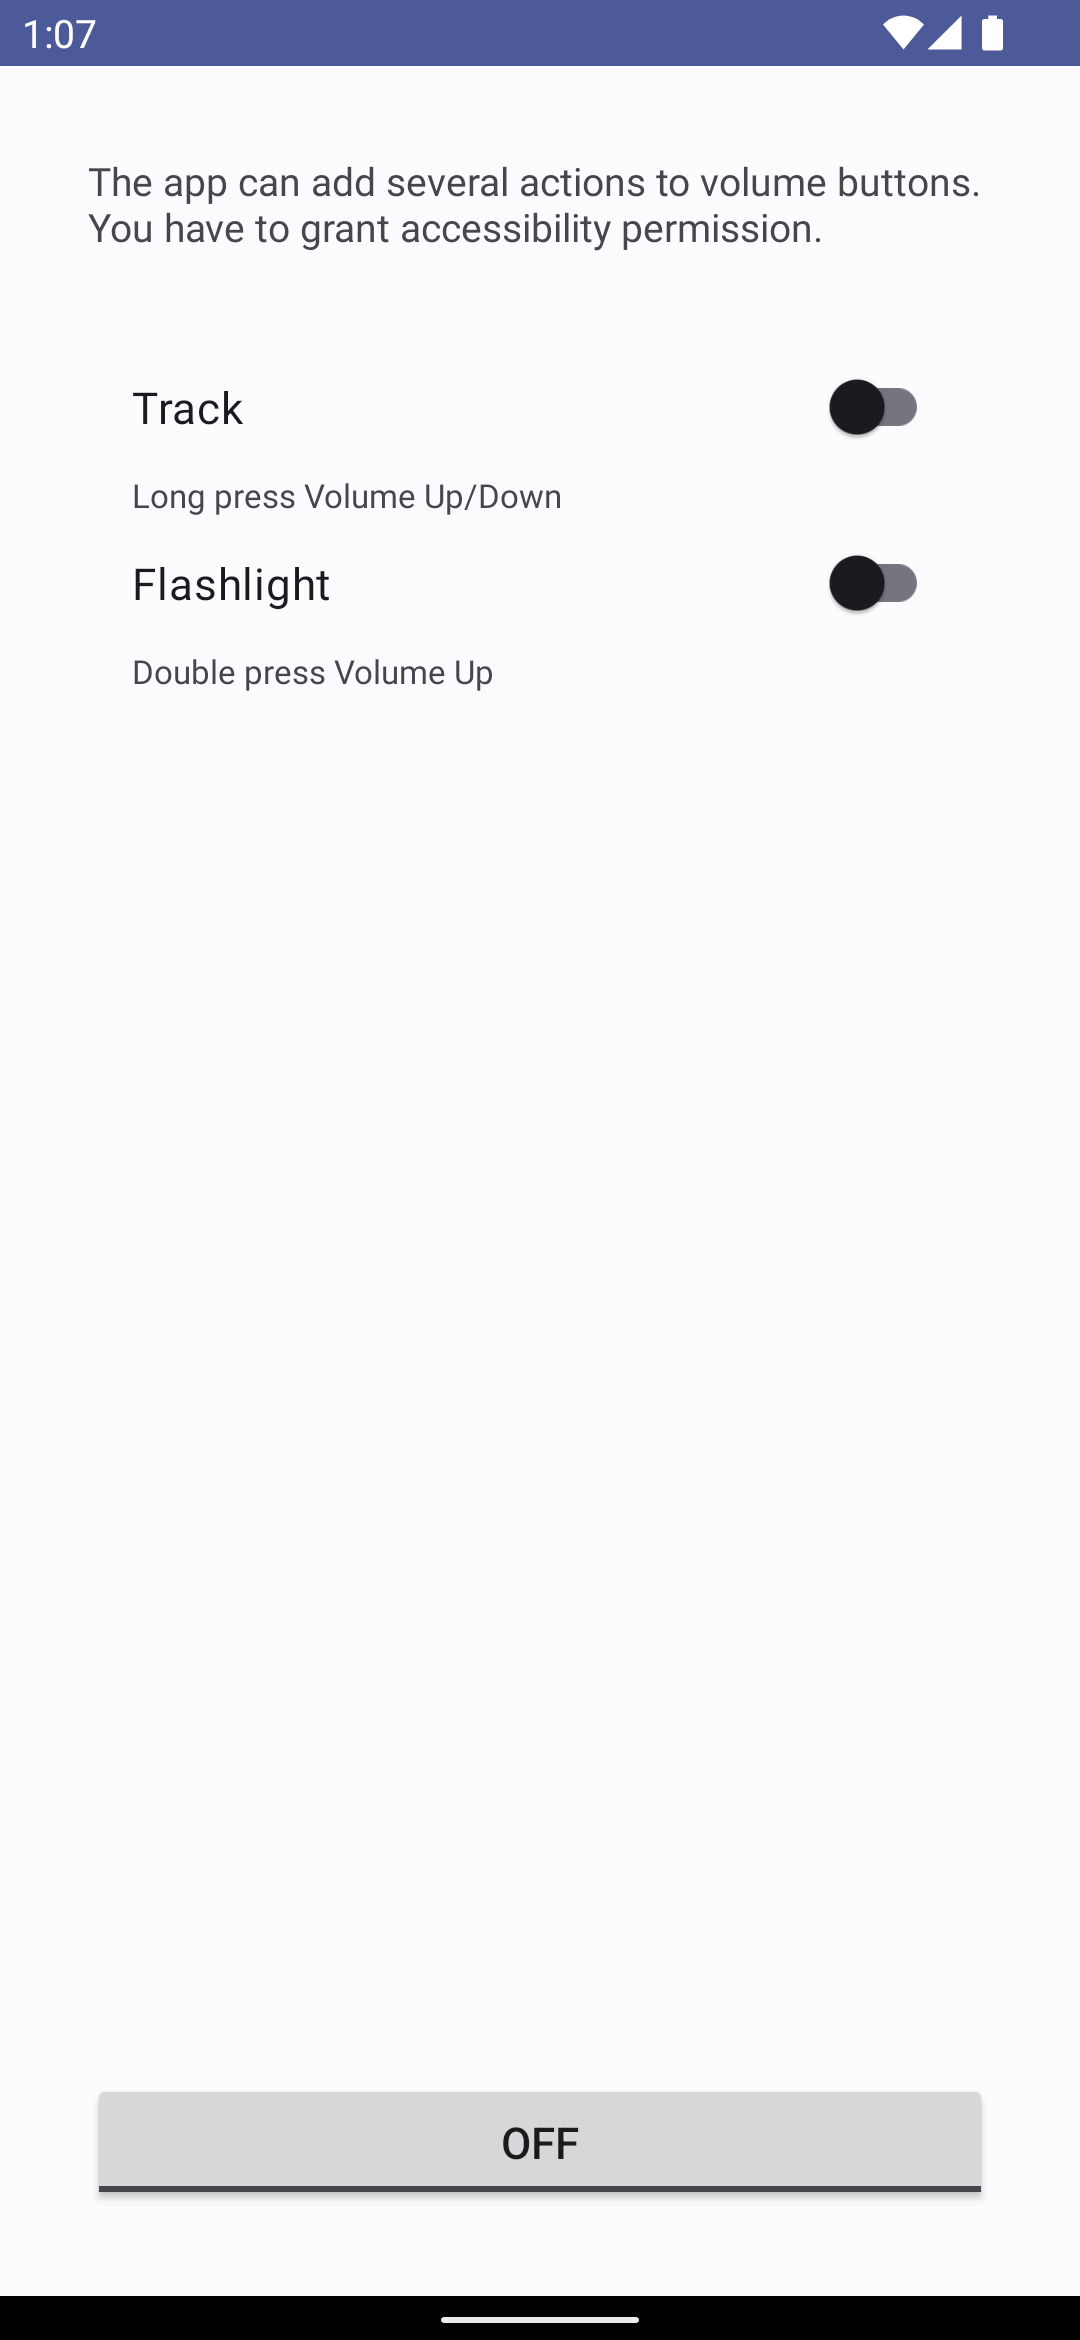 1:07
The app can add several actions to volume buttons.
You have to grant accessibility permission.
Track
Long press Volume Up/Down
Flashlight
Double press Volume Up
OFF